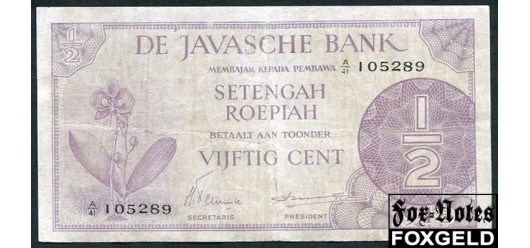 1/2
DE JAVASCHE BANK
MEMBAJAR KEPADA PEMBAWA A/41 105289
SETENGAH
ROEPIAH
BETAALT AAN TOONDER
VIJFTIG CENT
1/2
A/41 105289
SECRETARIS PRESIDENT
Fox-Notes
FOXGELD